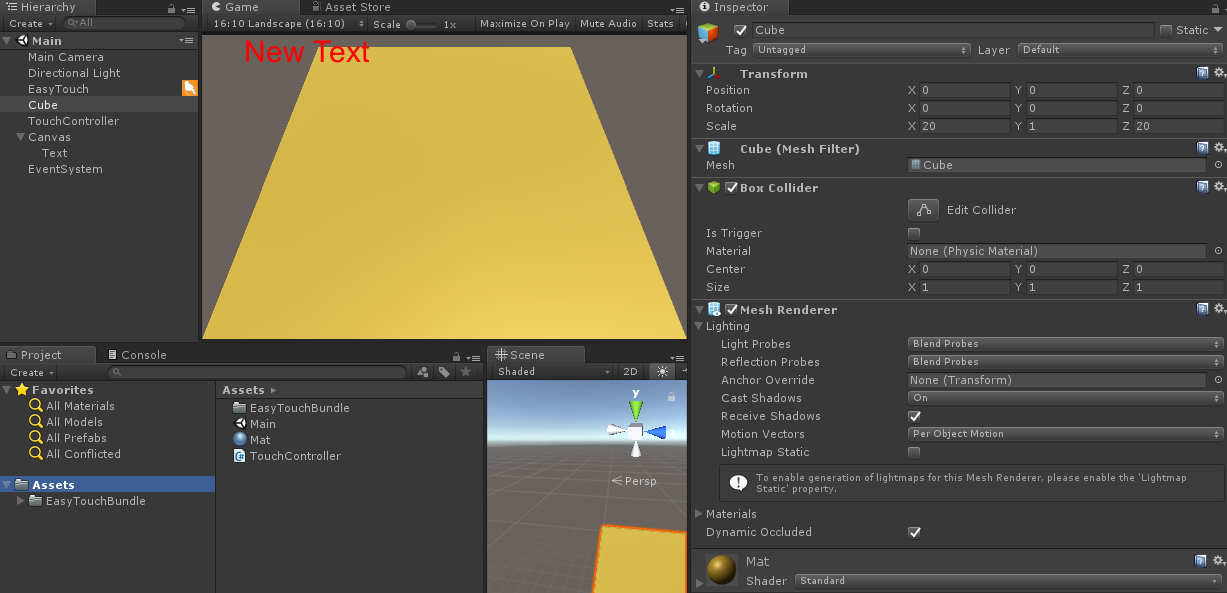 Hierarchy
Create
All
Main
Main Camera
Directional Light
EasyTouch
Cube
TouchController
Canvas
Text
EventSystem
Game
Asset Store
16:10 Landscape (16:10)
Scale
1x
Maximize On Play
Mute Audio
Stats
New Text
Project
Console
Create
Favorites
All Materials
All Models
All Prefabs
All Conflicted
Assets
EasyTouchBundle
Assets
EasyTouchBundle
Main
Mat
TouchController
Scene
Shaded
2D
y
Persp
Inspector
Cube
Static
Tag Untagged
Layer Default
Transform
Position X 0 Y 0 Z 0
Rotation X 0 Y 0 Z 0
Scale X 20 Y 1 Z 20
Cube (Mesh Filter)
Mesh Cube
Box Collider
Edit Collider
Is Trigger
Material None (Physic Material)
Center X 0 Y 0 Z 0
Size X 1 Y 1 Z 1
Mesh Renderer
Lighting
Light Probes Blend Probes
Reflection Probes Blend Probes
Anchor Override None (Transform)
Cast Shadows On
Receive Shadows
Motion Vectors Per Object Motion
Lightmap Static
To enable generation of lightmaps for this Mesh Renderer, please enable the 'Lightmap
Static' property.
Materials
Dynamic Occluded
Mat
Shader Standard